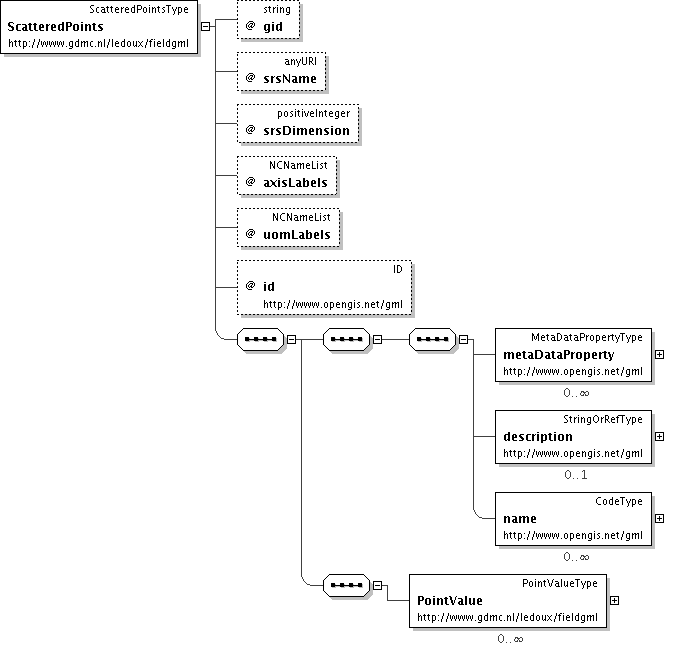 ScatteredPointsType
ScatteredPoints
http://www.gdmc.nl/ledoux/fieldgml
string
@ gid
anyURI
@ srsName
positiveInteger
@ srsDimension
NCNameList
@ axisLabels
NCNameList
@ uomLabels
ID
@ id
http://www.opengis.net/gml
MetaDataPropertyType
metaDataProperty
http://www.opengis.net/gml
0..∞
StringOrRefType
description
http://www.opengis.net/gml
0..1
CodeType
name
http://www.opengis.net/gml
0..∞
PointValueType
PointValue
http://www.gdmc.nl/ledoux/fieldgml
0..∞